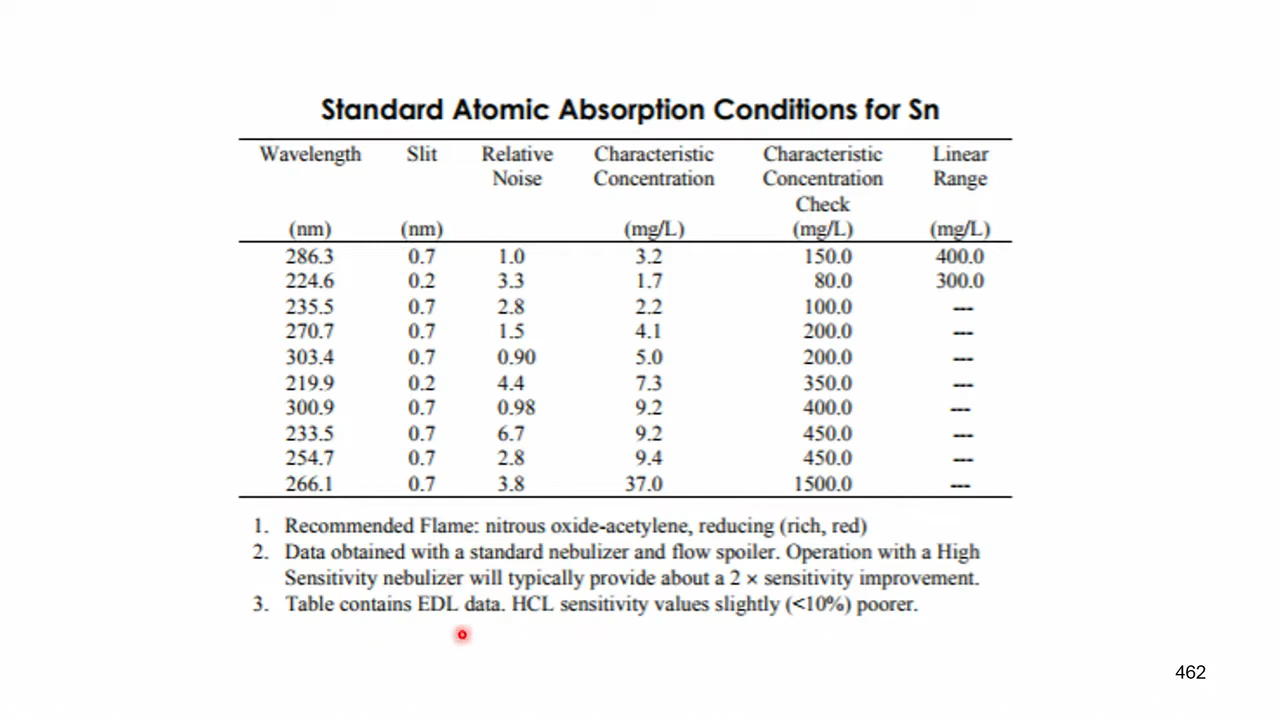 Standard Atomic Absorption Conditions for Sn
Wavelength Slit Relative Characteristic Characteristic Linear
Noise Concentration Concentration Range
Check
(nm) (nm) (mg/L) (mg/L) (mg/L)
286.3 0.7 1.0 3.2 150.0 400.0
224.6 0.2 3.3 1.7 80.0 300.0
235.5 0.7 2.8 2.2 100.0 ---
270.7 0.7 1.5 4.1 200.0 ---
303.4 0.7 0.90 5.0 200.0 ---
219.9 0.2 4.4 7.3 350.0 ---
300.9 0.7 0.98 9.2 400.0 ---
233.5 0.7 6.7 9.2 450.0 ---
254.7 0.7 2.8 9.4 450.0 ---
266.1 0.7 3.8 37.0 1500.0 ---
1. Recommended Flame: nitrous oxide-acetylene, reducing (rich, red)
2. Data obtained with a standard nebulizer and flow spoiler. Operation with a High
Sensitivity nebulizer will typically provide about a 2 × sensitivity improvement.
3. Table contains EDL data. HCL sensitivity values slightly (<10%) poorer.
462